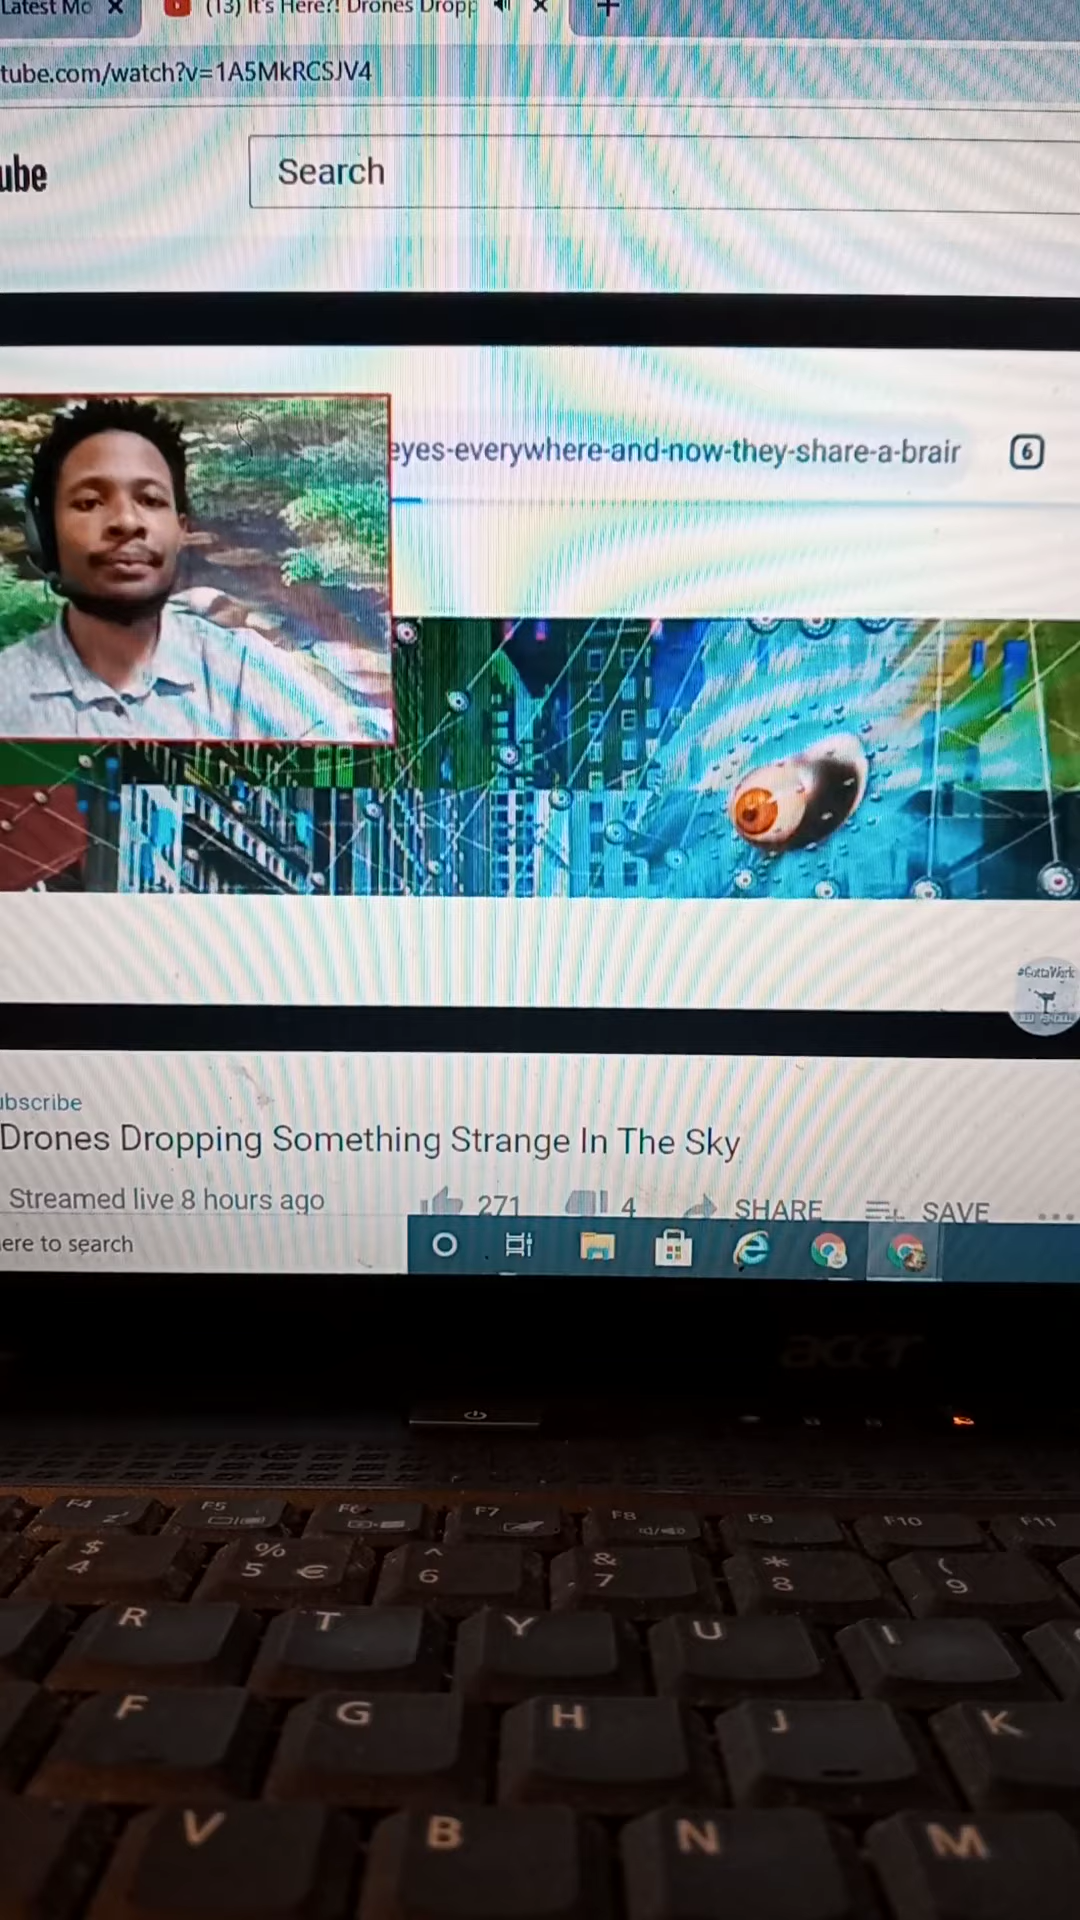 Latest Mo
(13) It's Here?! Drones Dropp
tube.com/watch?v=1A5MkRCSJV4
ube
Search
eyes-everywhere-and-now-they-share-a-brair
6
#GottaWork
ubscribe
Drones Dropping Something Strange In The Sky
Streamed live 8 hours ago
271
4
SHARE
SAVE
ere to search
acer
F4 F5 F6 F7 F8 F9 F10 F11
$ % ^ & * (
4 5 € 6 7 8 9
R T Y U I
F G H J K
V B N M